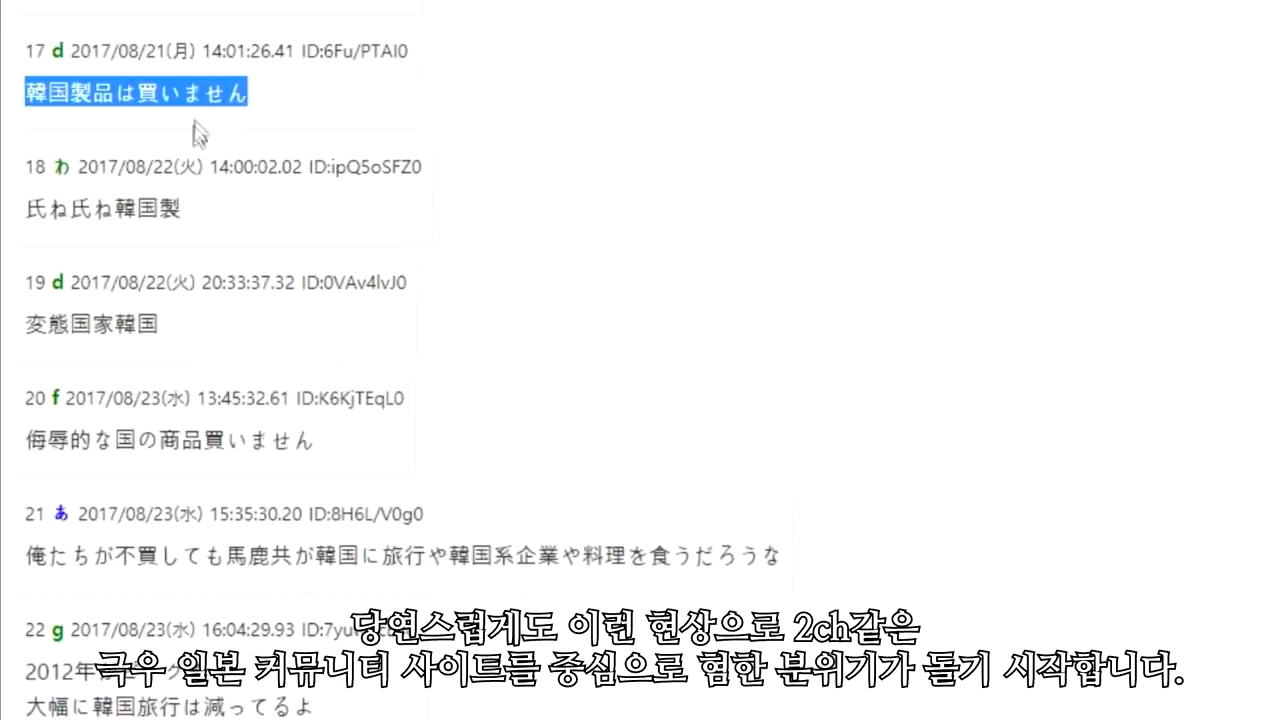 17 d 2017/08/21(月) 14:01:26.41 ID:6Fu/PTAI0
韓国製品は買いません
18 わ 2017/08/22(火) 14:00:02.02 ID:ipQ5oSFZ0
氏ね氏ね韓国製
19 d 2017/08/22(火) 20:33:37.32 ID:0VAv4lvJ0
変態国家韓国
20 f 2017/08/23(水) 13:45:32.61 ID:K6KjTEqL0
侮辱的な国の商品買いません
21 あ 2017/08/23(水) 15:35:30.20 ID:8H6L/V0g0
俺たちが不買しても馬鹿共が韓国に旅行や韓国系企業や料理を食うだろうな
22 g 2017/08/23(水) 16:04:29.93
당연스럽게도 이런 현상으로 2ch같은
2012年
극우 일본 커뮤니티 사이트를 중심으로 혐한 분위기가 돌기 시작합니다.
大幅に韓国旅行は減ってるよ